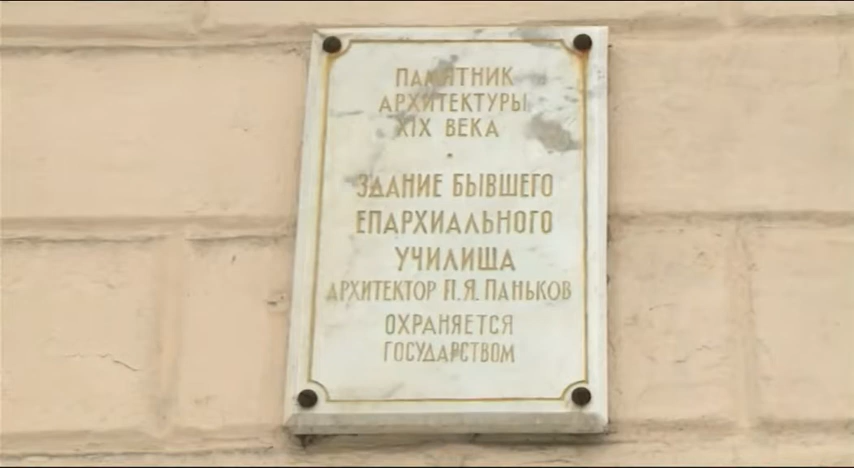 ПАМЯТНИК
АРХИТЕКТУРЫ
XIX ВЕКА
ЗДАНИЕ БЫВШЕГО
ЕПАРХИАЛЬНОГО
УЧИЛИЩА
АРХИТЕКТОР П.Я. ПАНЬКОВ
ОХРАНЯЕТСЯ
ГОСУДАРСТВОМ